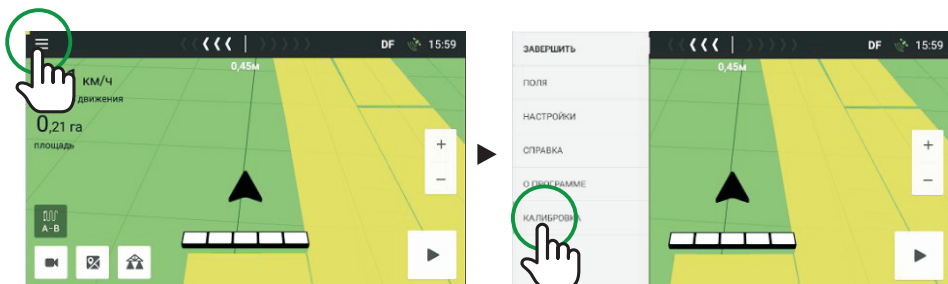 DF 15:59
0,45м
км/ч
движения
0,21 га
площадь
A-B
ЗАВЕРШИТЬ
ПОЛЯ
НАСТРОЙКИ
СПРАВКА
О ПРОГРАММЕ
КАЛИБРОВКА
DF 15:59
0,45м